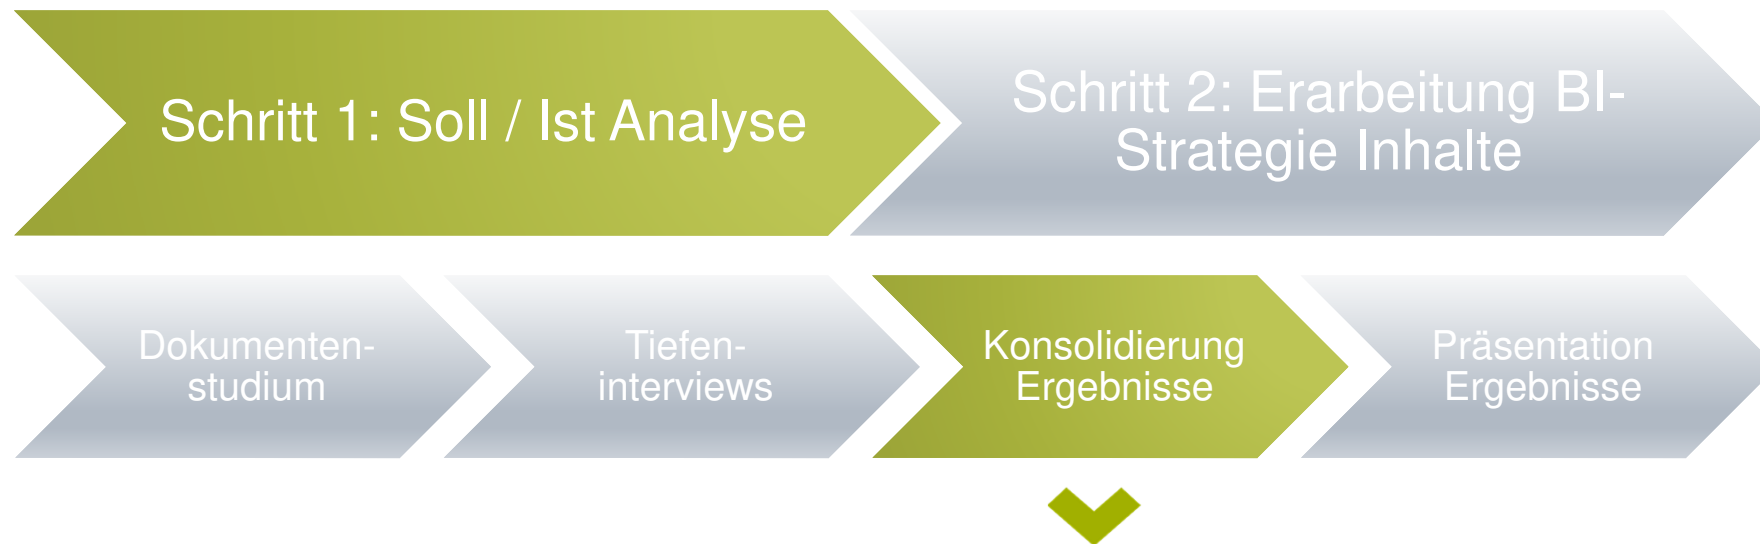 Schritt 1: Soll / Ist Analyse
Schritt 2: Erarbeitung BI-
Strategie Inhalte
Dokumenten-
studium
Tiefen-
interviews
Konsolidierung
Ergebnisse
Präsentation
Ergebnisse